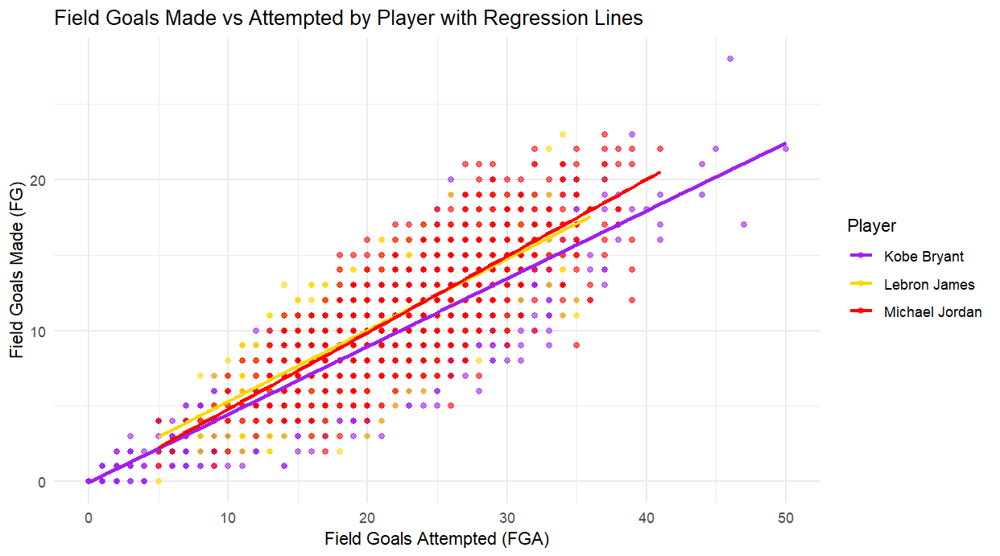 Field Goals Made vs Attempted by Player with Regression Lines
Field Goals Made (FG)
20
10
0
0 10 20 30 40 50
Field Goals Attempted (FGA)
Player
Kobe Bryant
Lebron James
Michael Jordan